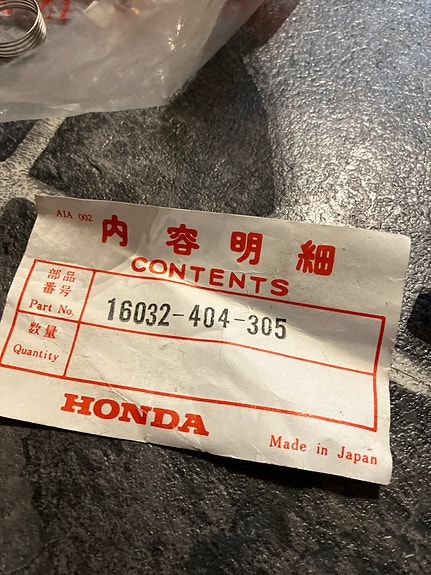 A1A 002
内容明細
CONTENTS
部品
番号
Part No.
16032-404-305
数量
Quantity
HONDA
Made in Japan